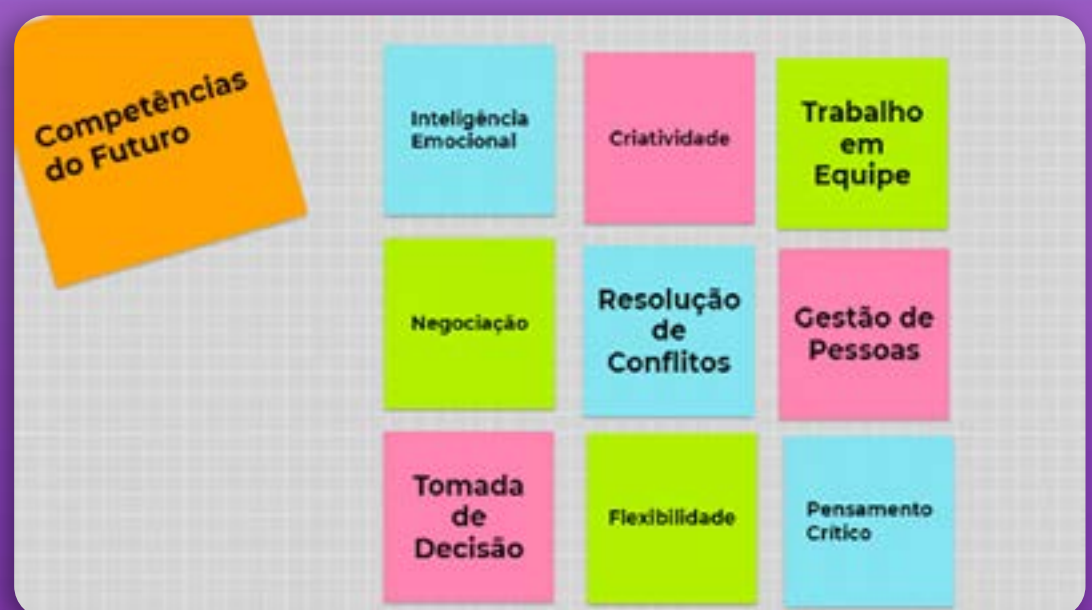 Competências
do Futuro
Inteligência
Emocional
Criatividade
Trabalho
em
Equipe
Negociação
Resolução
de
Conflitos
Gestão de
Pessoas
Tomada
de
Decisão
Flexibilidade
Pensamento
Crítico